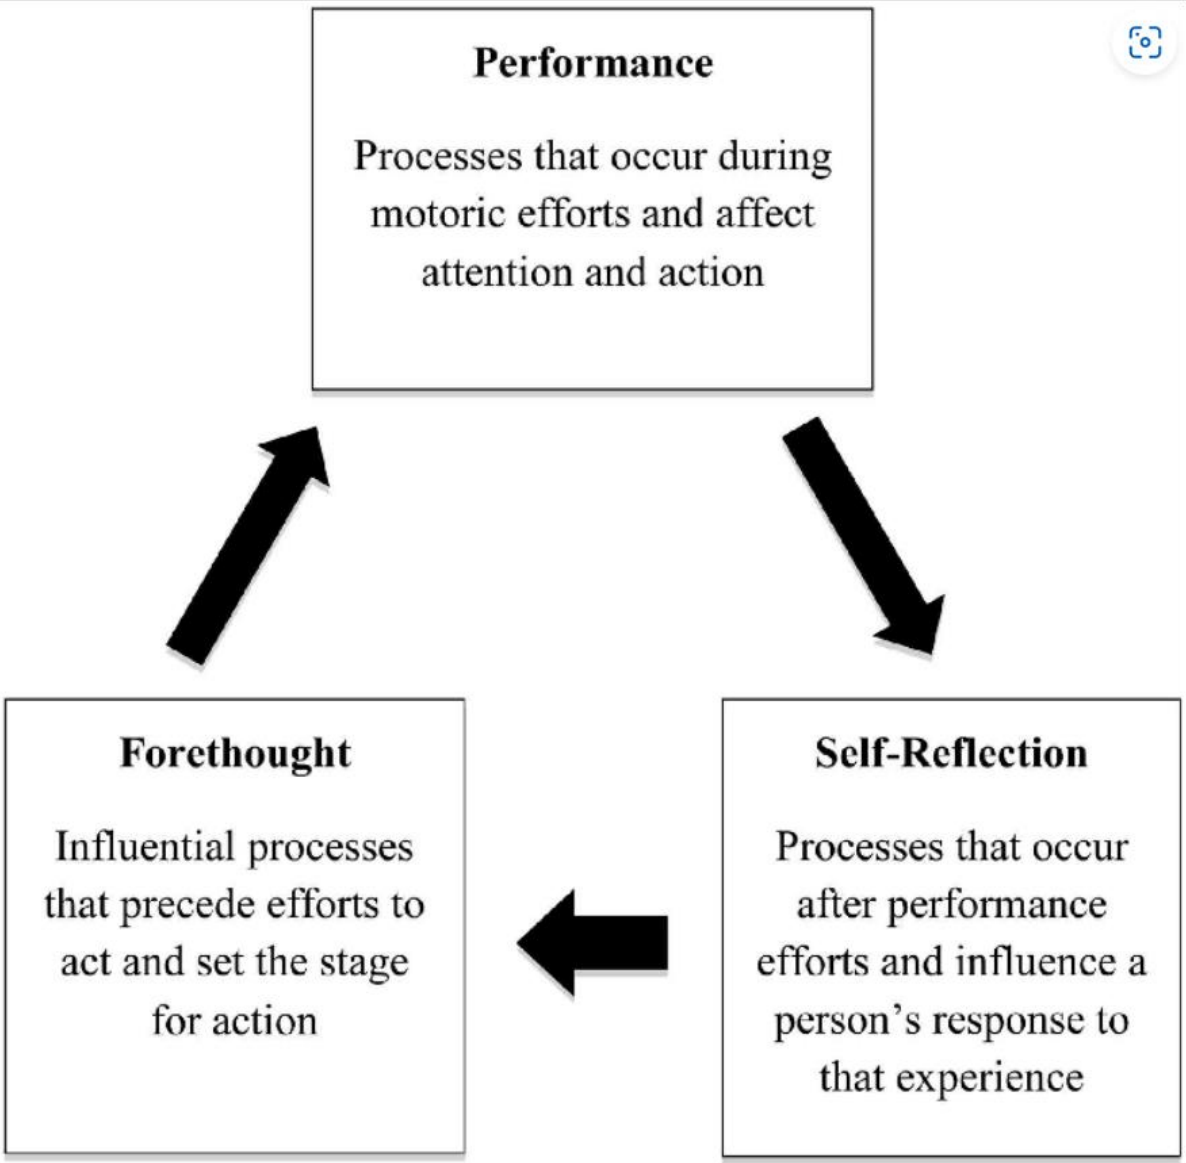 Performance
Processes that occur during
motoric efforts and affect
attention and action
Forethought
Influential processes
that precede efforts to
act and set the stage
for action
Self-Reflection
Processes that occur
after performance
efforts and influence a
person’s response to
that experience